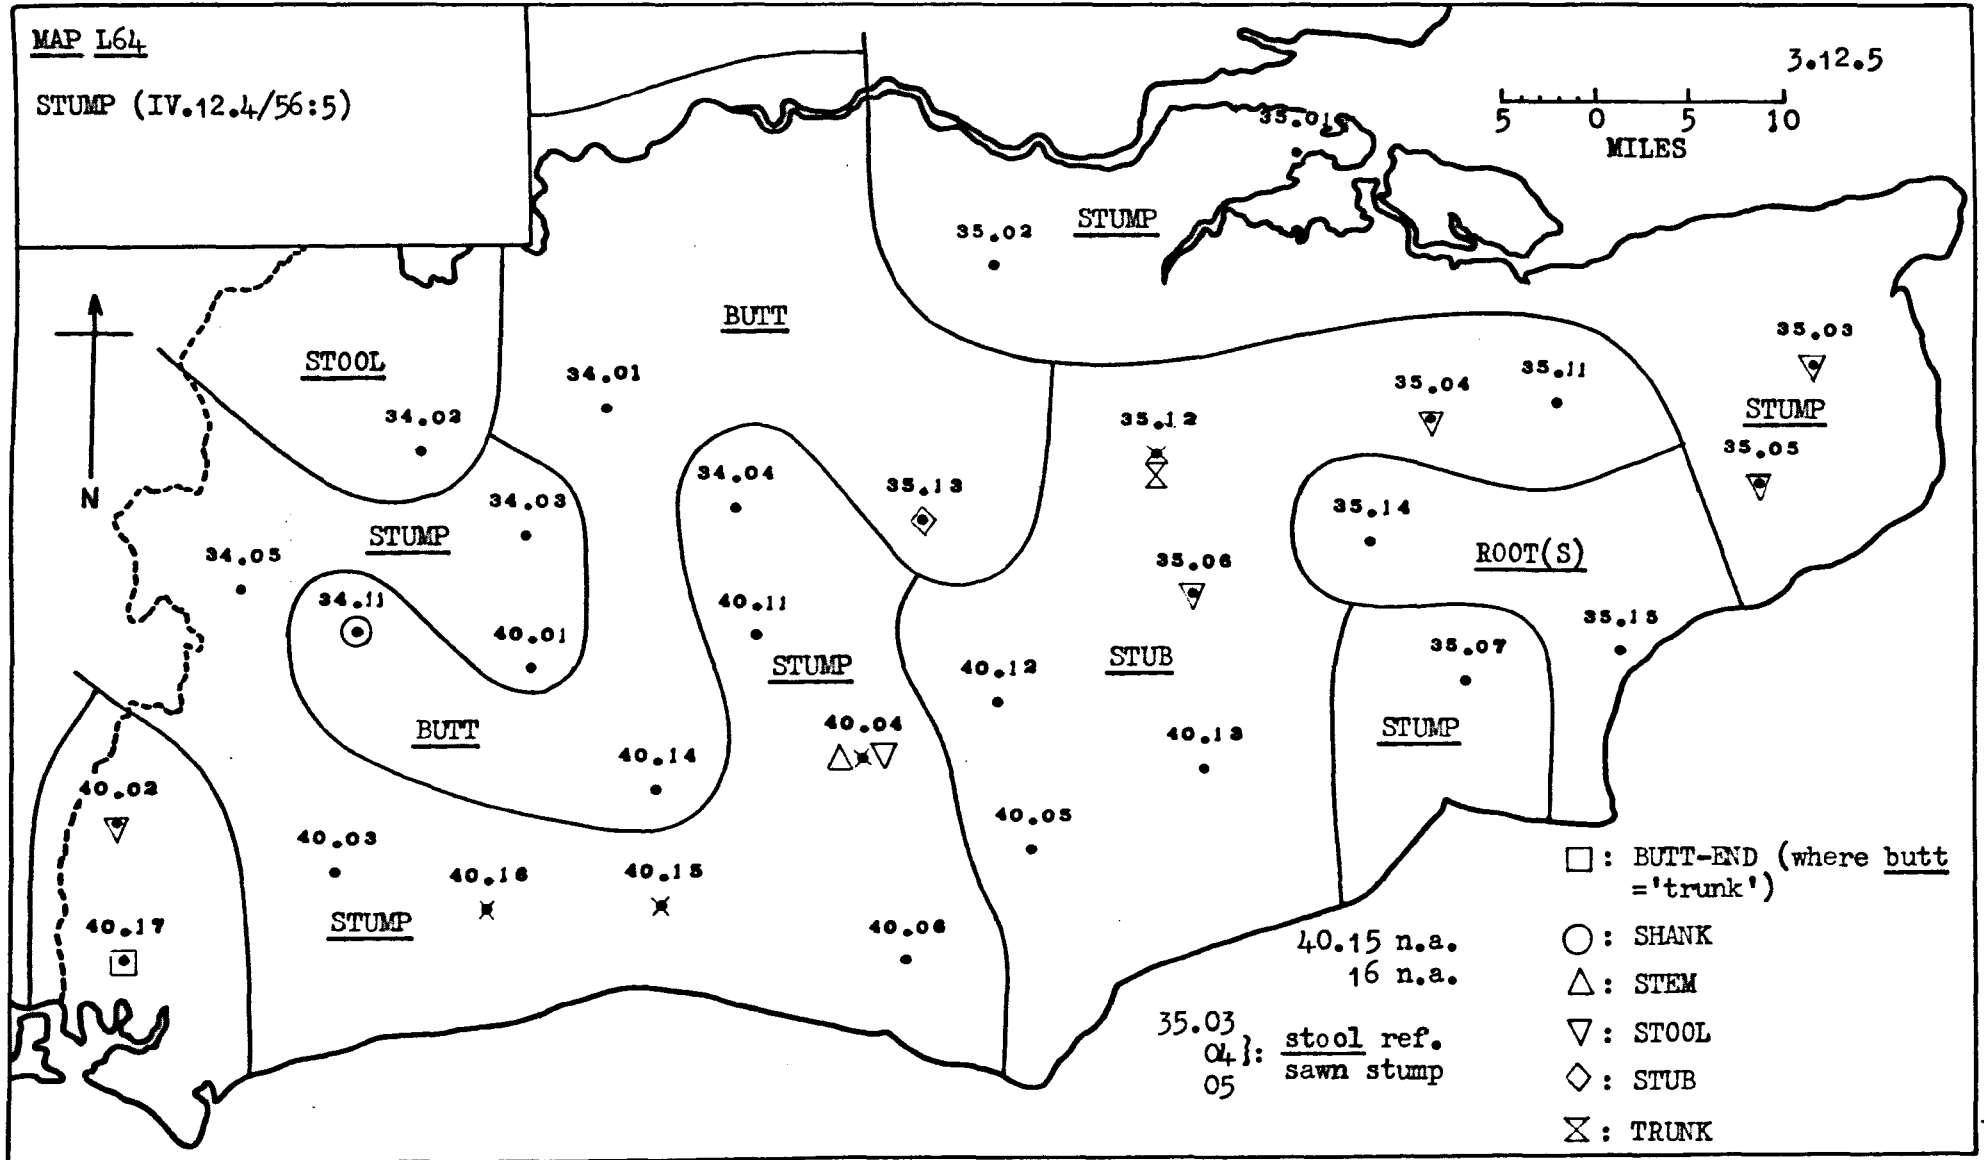 MAP L64
STUMP (IV.12.4/56:5)
3.12.5
5 0 5 10
MILES
35.01
STUMP
35.02
BUTT
35.03
STOOL
34.01
35.04
35.11
STUMP
34.02
35.12
35.05
34.04
35.13
34.03
35.14
N
STUMP
34.05
35.06
ROOT(S)
34.11
40.11
35.15
40.01
STUMP
40.12
STUB
35.07
BUTT
40.04
40.13
STUMP
40.14
40.02
40.05
40.03
40.16
40.15
STUMP
40.17
40.06
□: BUTT-END (where butt
='trunk')
40.15 n.a.
16 n.a.
○: SHANK
△: STEM
35.03
04 }: stool ref.
05 sawn stump
▽: STOOL
◇: STUB
⧖: TRUNK